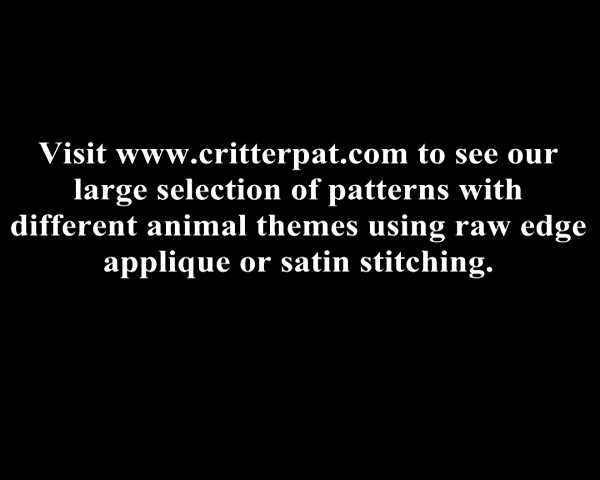 Visit www.critterpat.com to see our
large selection of patterns with
different animal themes using raw edge
applique or satin stitching.